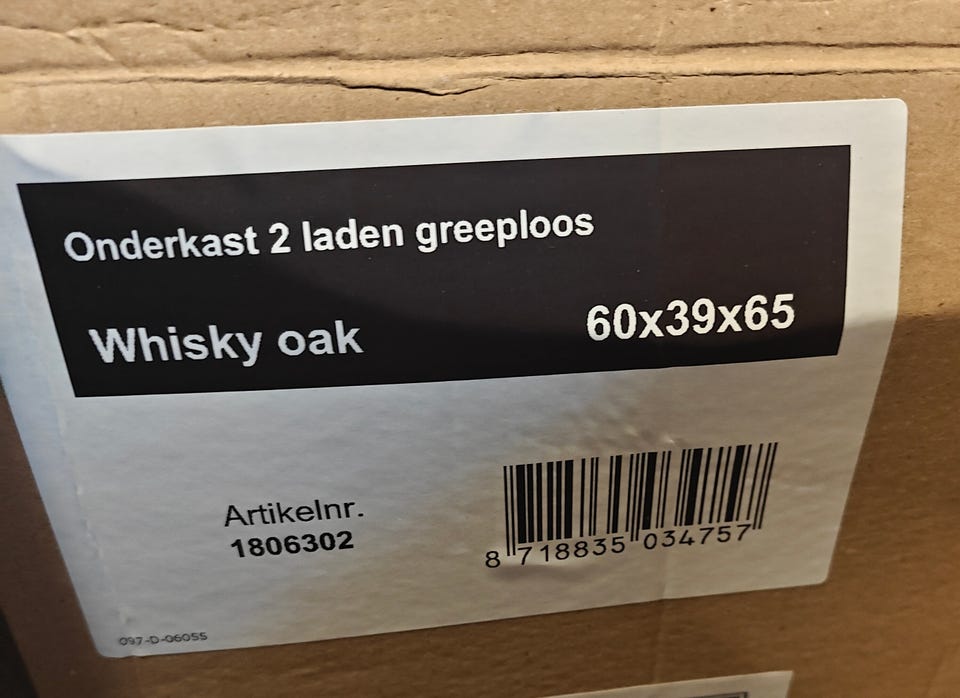 Onderkast 2 laden greeploos
Whisky oak 60x39x65
Artikelnr.
1806302
8 718835 034757
097-D-06055